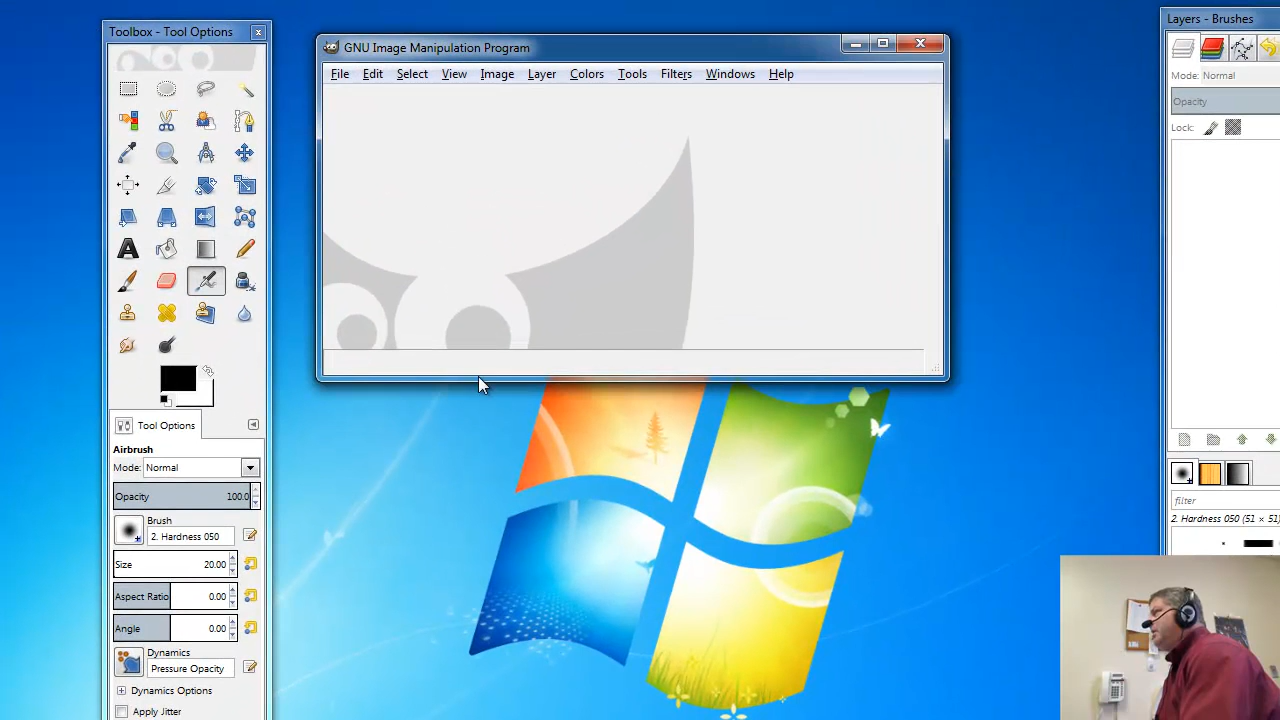 Toolbox - Tool Options
Tool Options
Airbrush
Mode: Normal
Opacity 100.0
Brush
2. Hardness 050
Size 20.00
Aspect Ratio 0.00
Angle 0.00
Dynamics
Pressure Opacity
Dynamics Options
Apply Jitter
GNU Image Manipulation Program
File Edit Select View Image Layer Colors Tools Filters Windows Help
Layers - Brushes
Mode: Normal
Opacity
Lock:
filter
2. Hardness 050 (51 × 51)